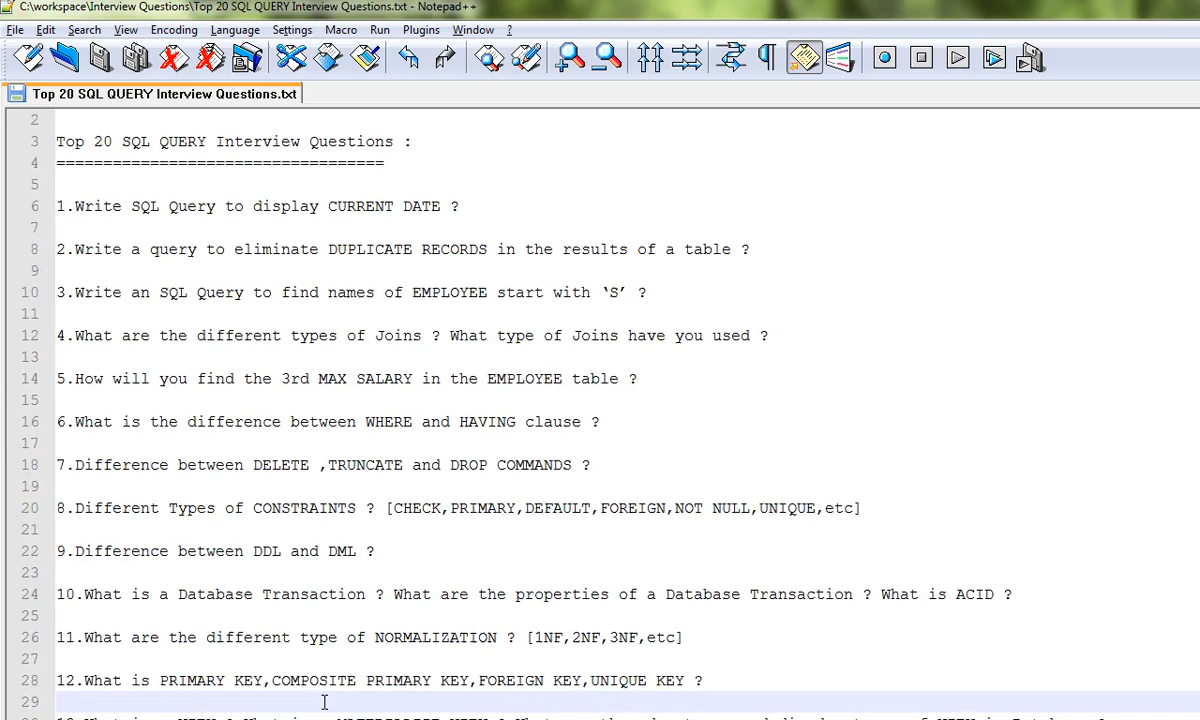 C:\workspace\Interview Questions\Top 20 SQL QUERY Interview Questions.txt - Notepad++
File Edit Search View Encoding Language Settings Macro Run Plugins Window ?
Top 20 SQL QUERY Interview Questions.txt
2
3 Top 20 SQL QUERY Interview Questions :
4 ===================================
5
6 1.Write SQL Query to display CURRENT DATE ?
7
8 2.Write a query to eliminate DUPLICATE RECORDS in the results of a table ?
9
10 3.Write an SQL Query to find names of EMPLOYEE start with ‘S’ ?
11
12 4.What are the different types of Joins ? What type of Joins have you used ?
13
14 5.How will you find the 3rd MAX SALARY in the EMPLOYEE table ?
15
16 6.What is the difference between WHERE and HAVING clause ?
17
18 7.Difference between DELETE ,TRUNCATE and DROP COMMANDS ?
19
20 8.Different Types of CONSTRAINTS ? [CHECK,PRIMARY,DEFAULT,FOREIGN,NOT NULL,UNIQUE,etc]
21
22 9.Difference between DDL and DML ?
23
24 10.What is a Database Transaction ? What are the properties of a Database Transaction ? What is ACID ?
25
26 11.What are the different type of NORMALIZATION ? [1NF,2NF,3NF,etc]
27
28 12.What is PRIMARY KEY,COMPOSITE PRIMARY KEY,FOREIGN KEY,UNIQUE KEY ?
29